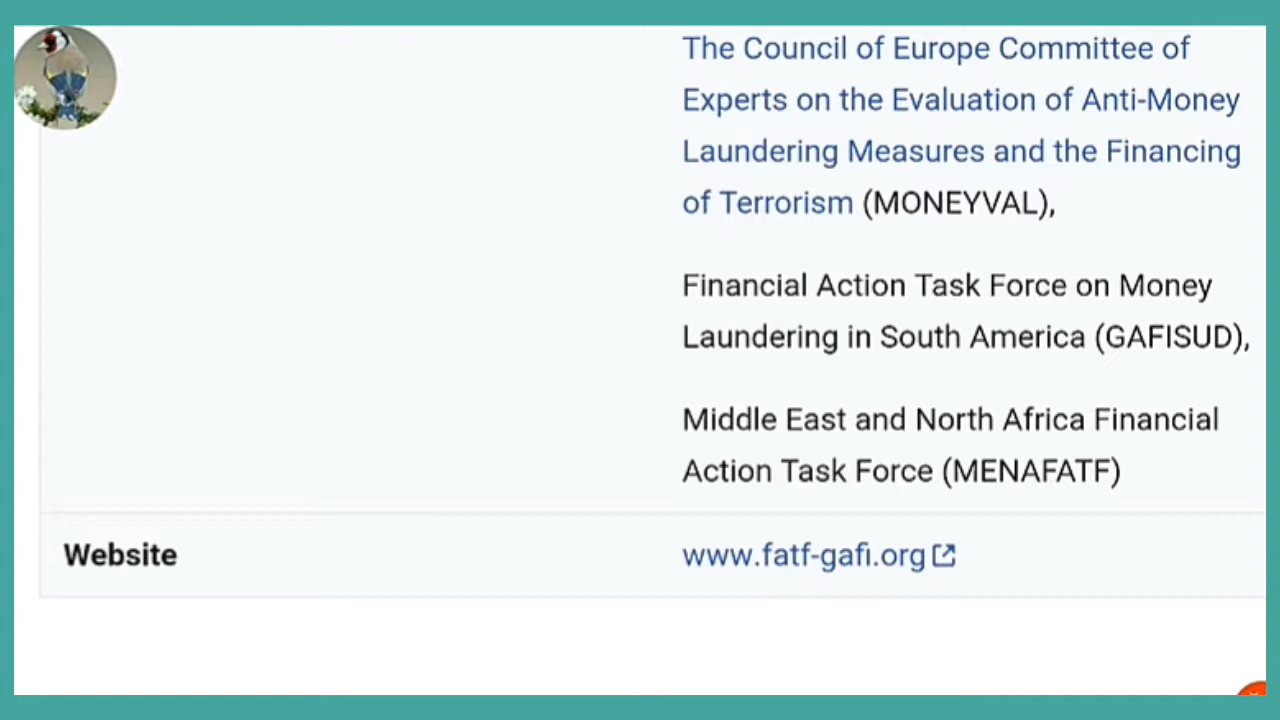 The Council of Europe Committee of
Experts on the Evaluation of Anti-Money
Laundering Measures and the Financing
of Terrorism (MONEYVAL),
Financial Action Task Force on Money
Laundering in South America (GAFISUD),
Middle East and North Africa Financial
Action Task Force (MENAFATF)
Website
www.fatf-gafi.org